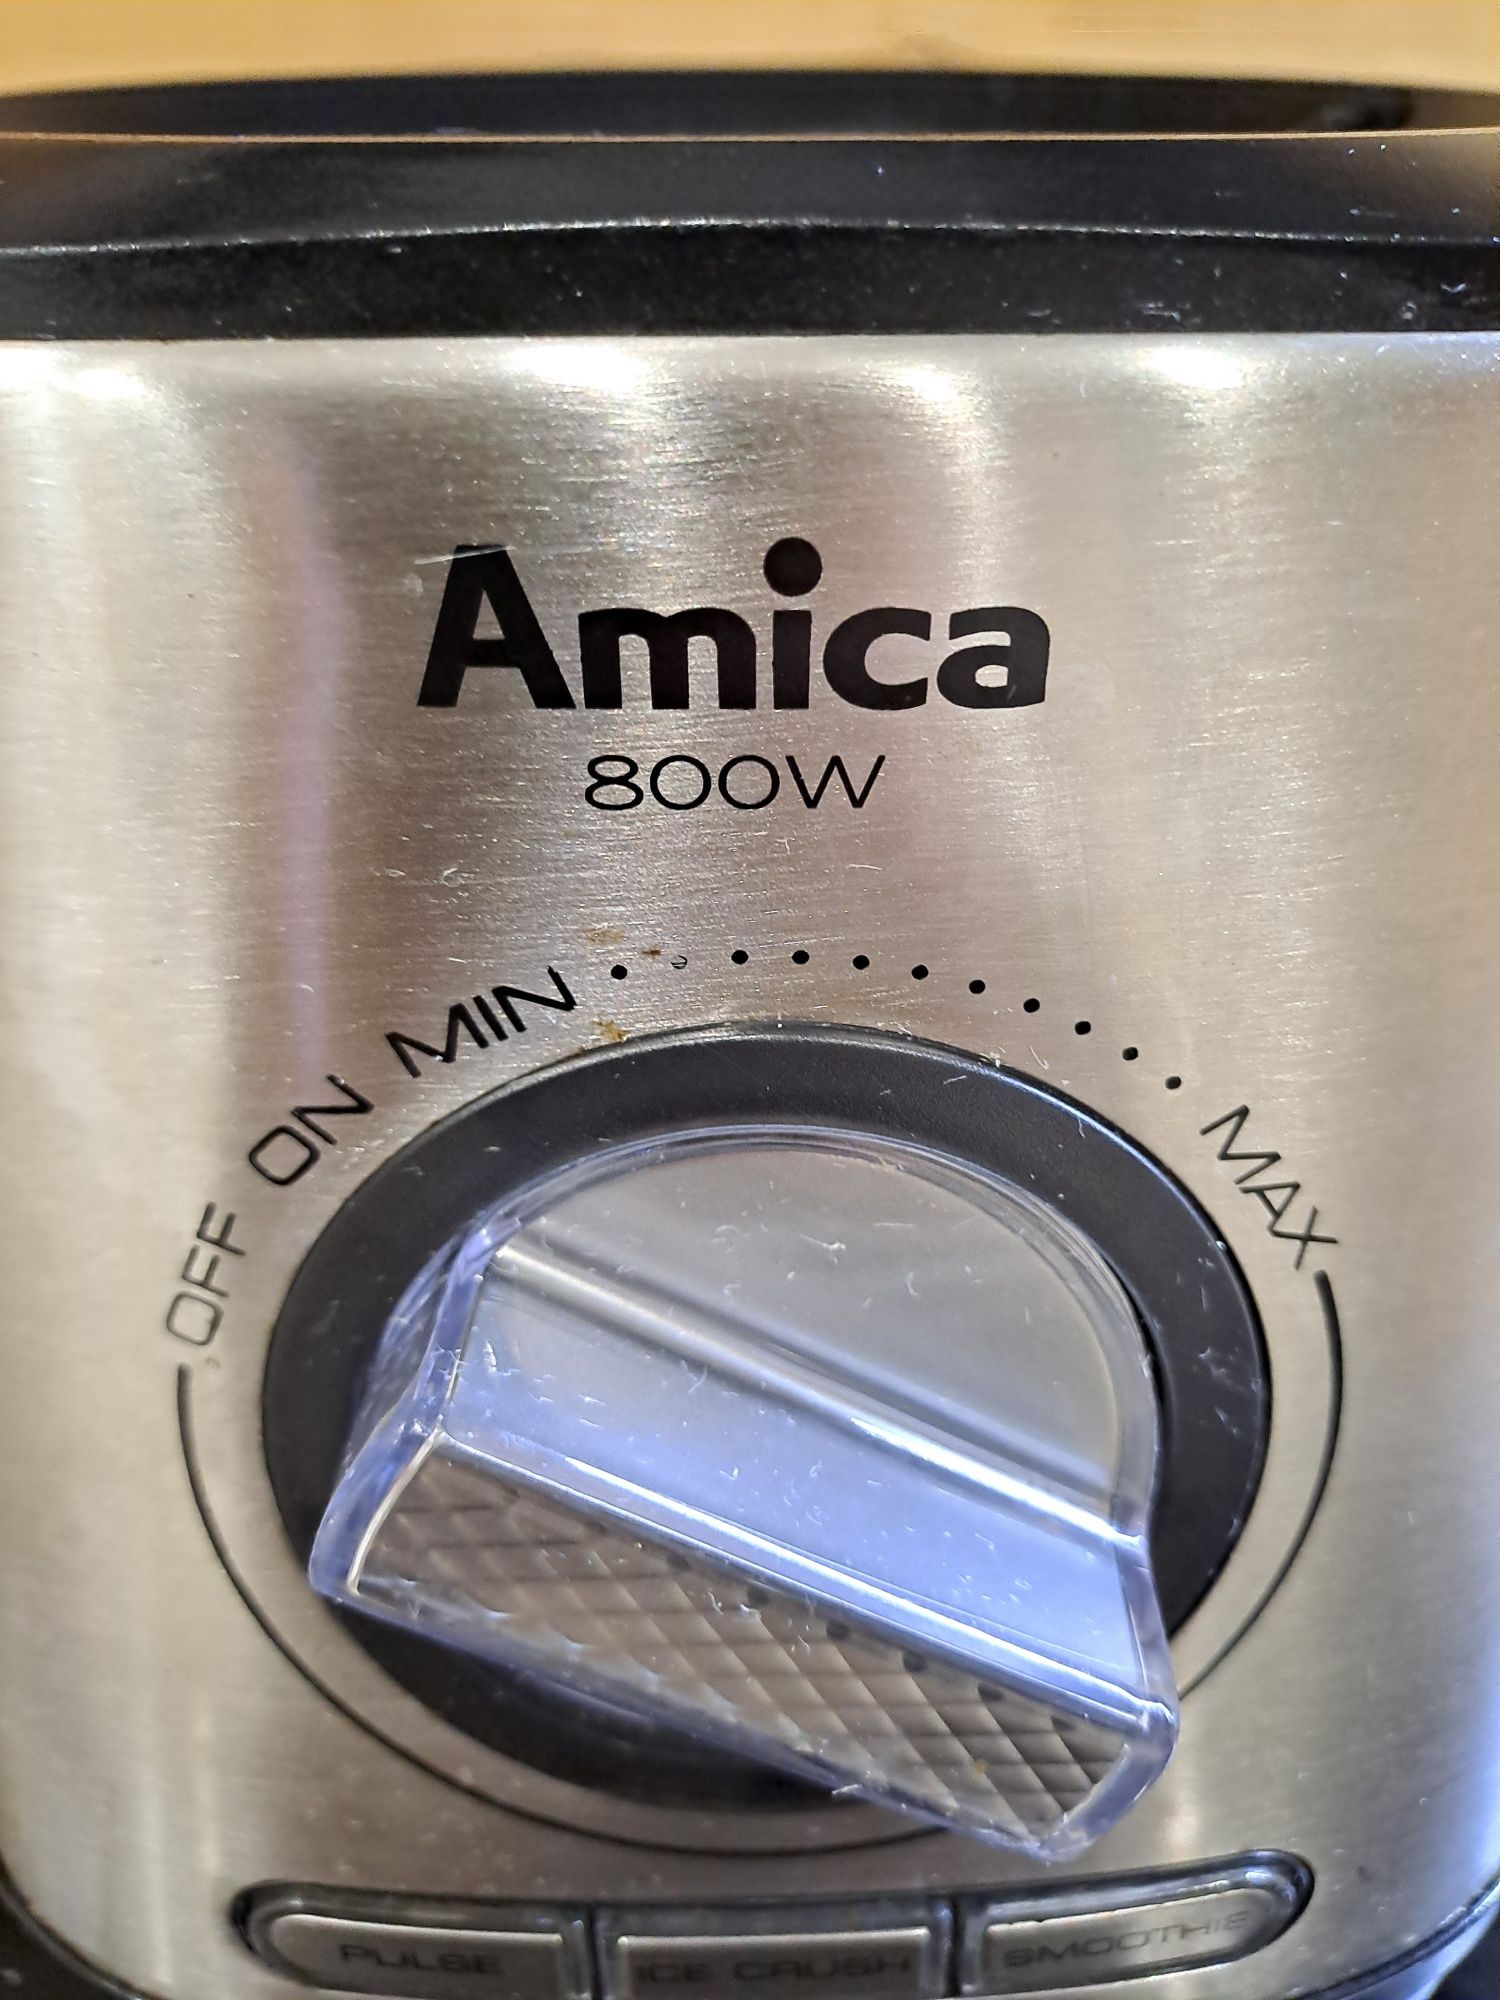 Amica
800W
OFF ON MIN MAX
PULSE ICE CRUSH SMOOTHIE